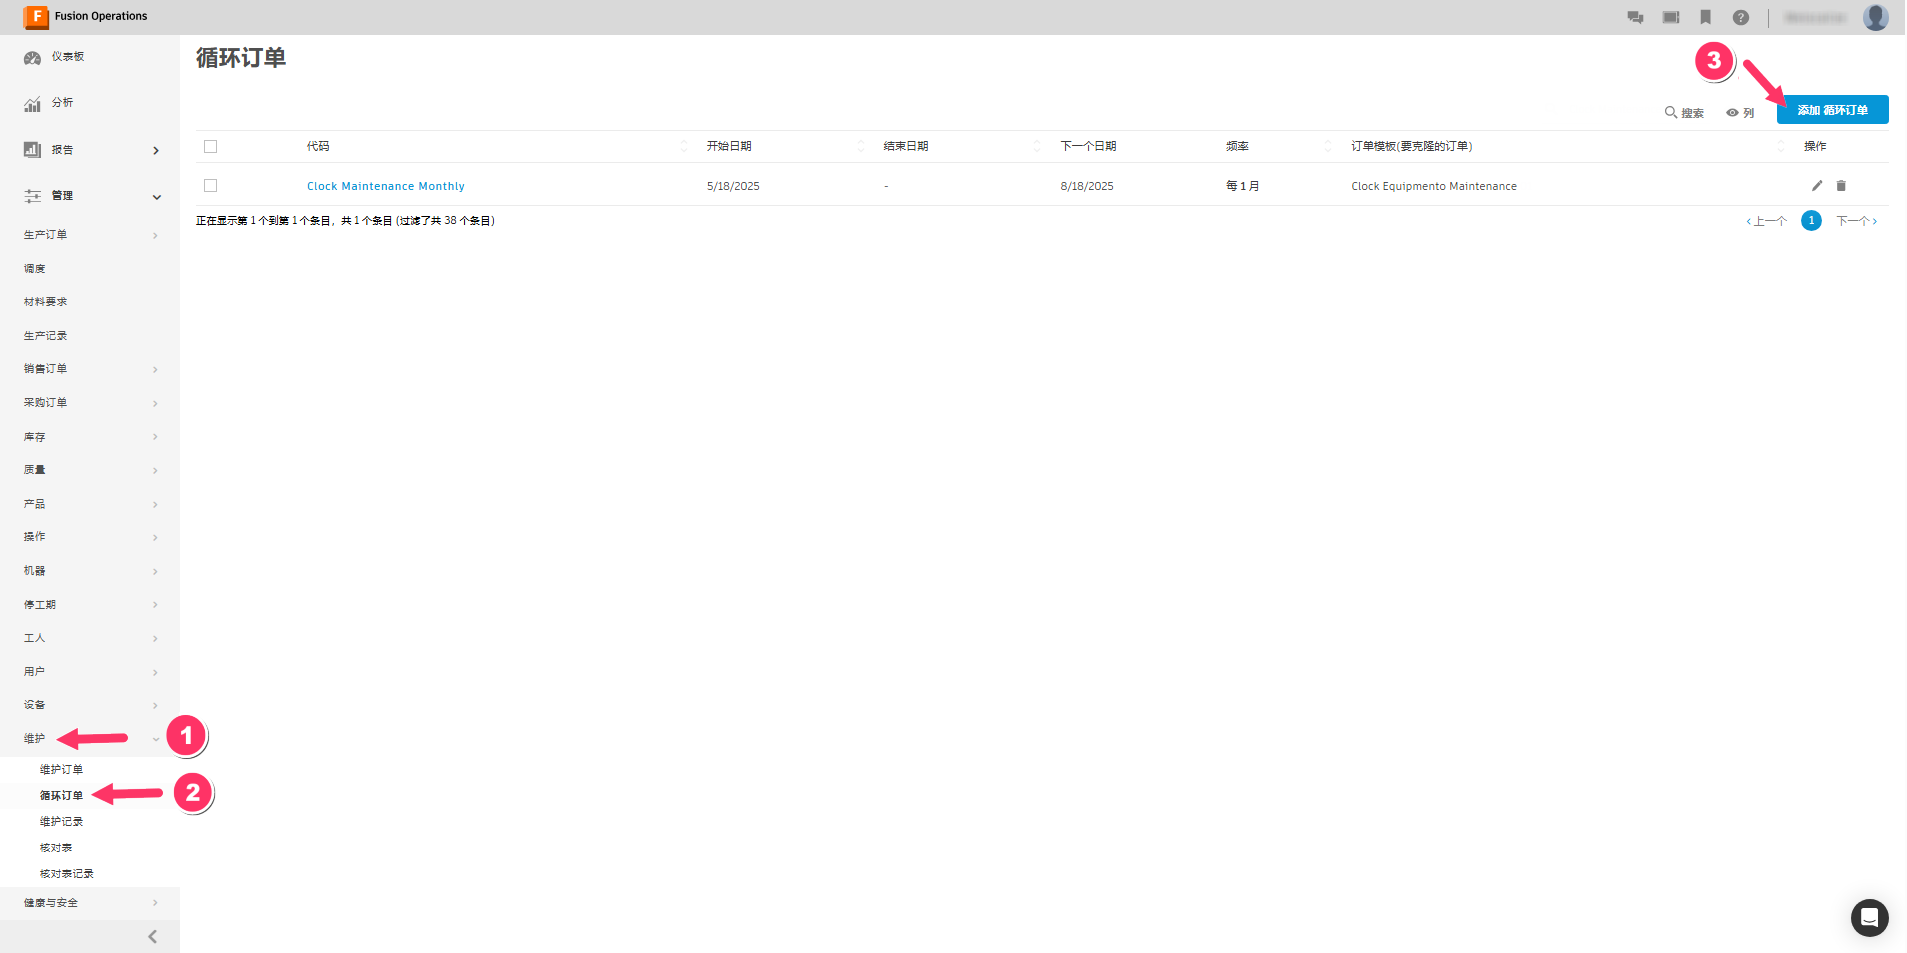 Fusion Operations
仪表板
分析
报告
管理
生产订单
调度
材料要求
生产记录
销售订单
采购订单
库存
质量
产品
操作
机器
停工期
工人
用户
设备
维护
1
维护订单
循环订单
2
维护记录
核对表
核对表记录
健康与安全
循环订单
3
搜索 列 添加 循环订单
代码 开始日期 结束日期 下一个日期 频率 订单模板(要克隆的订单) 操作
Clock Maintenance Monthly 5/18/2025 - 8/18/2025 每 1 月 Clock Equipmento Maintenance
正在显示第 1 个到第 1 个条目，共 1 个条目 (过滤了共 38 个条目)
‹ 上一个 1 下一个 ›